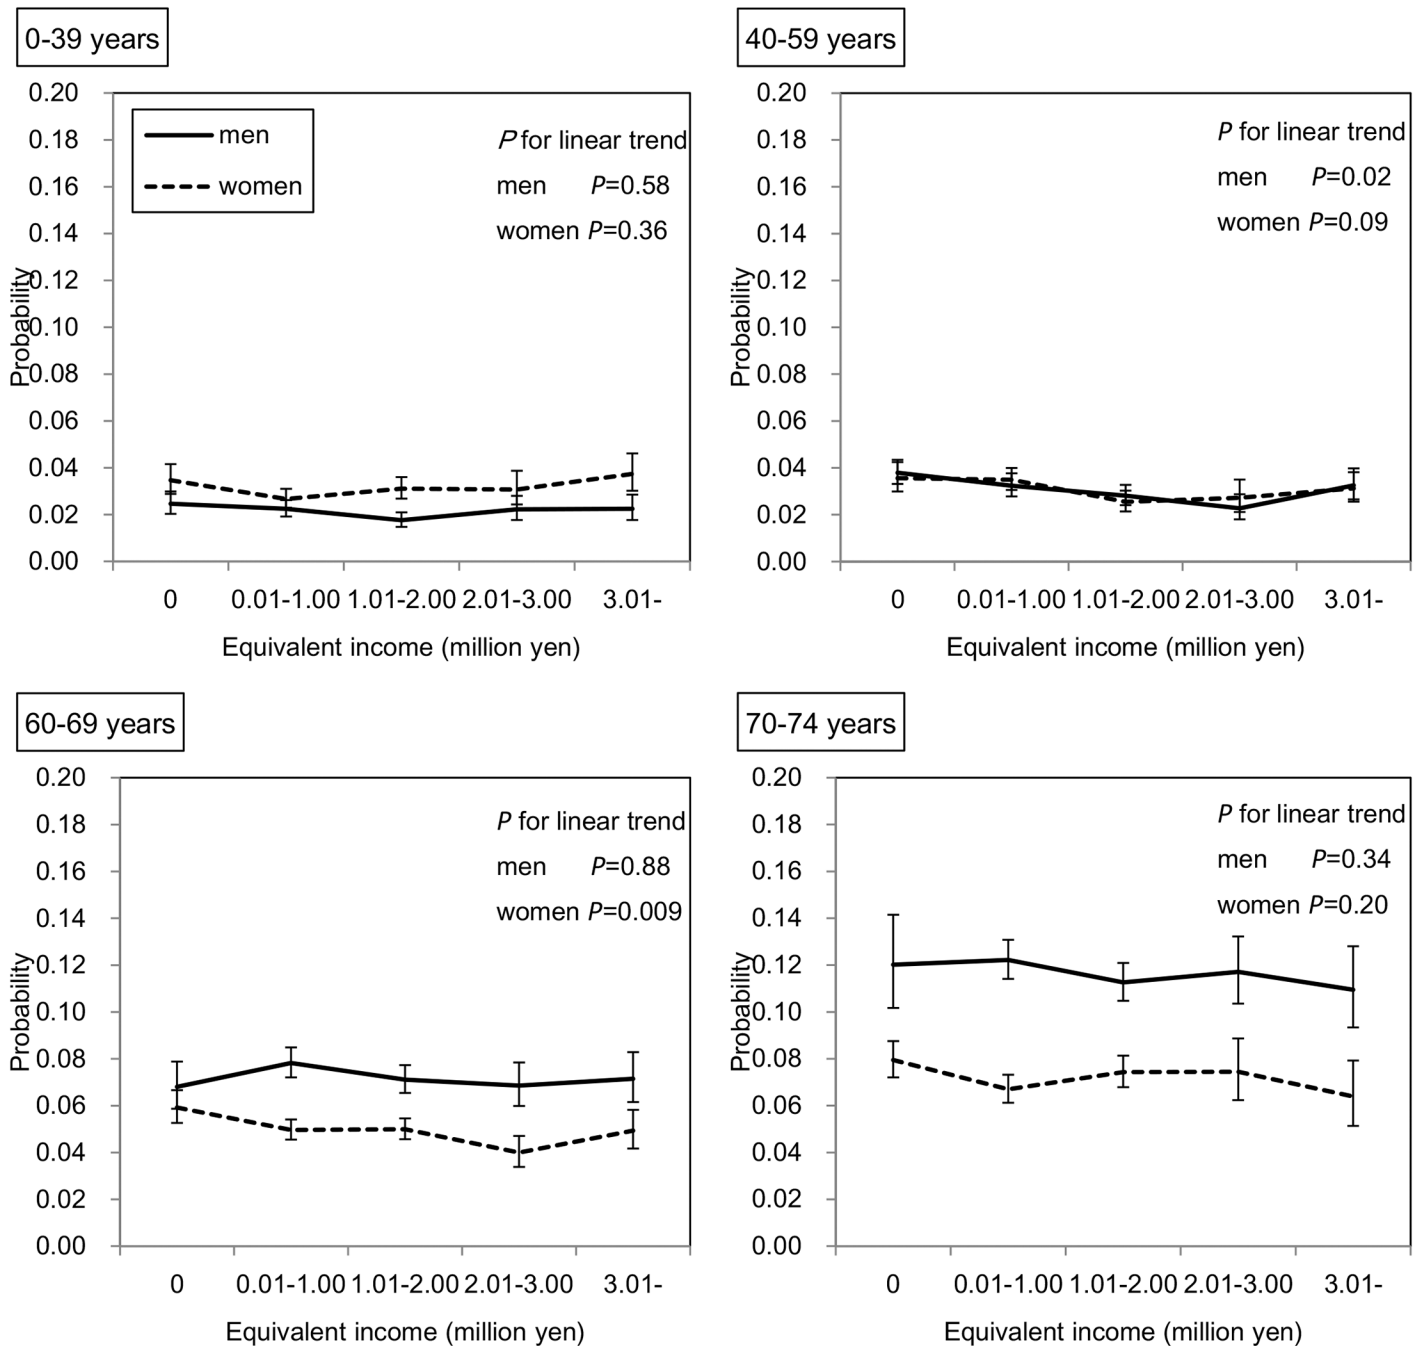 0-39 years
0.20
0.18
0.16
0.14
0.12
0.10
0.08
0.06
0.04
0.02
0.00
Probability
men
women
P for linear trend
men P=0.58
women P=0.36
0 0.01-1.00 1.01-2.00 2.01-3.00 3.01-
Equivalent income (million yen)
40-59 years
0.20
0.18
0.16
0.14
0.12
0.10
0.08
0.06
0.04
0.02
0.00
Probability
P for linear trend
men P=0.02
women P=0.09
0 0.01-1.00 1.01-2.00 2.01-3.00 3.01-
Equivalent income (million yen)
60-69 years
0.20
0.18
0.16
0.14
0.12
0.10
0.08
0.06
0.04
0.02
0.00
Probability
P for linear trend
men P=0.88
women P=0.009
0 0.01-1.00 1.01-2.00 2.01-3.00 3.01-
Equivalent income (million yen)
70-74 years
0.20
0.18
0.16
0.14
0.12
0.10
0.08
0.06
0.04
0.02
0.00
Probability
P for linear trend
men P=0.34
women P=0.20
0 0.01-1.00 1.01-2.00 2.01-3.00 3.01-
Equivalent income (million yen)